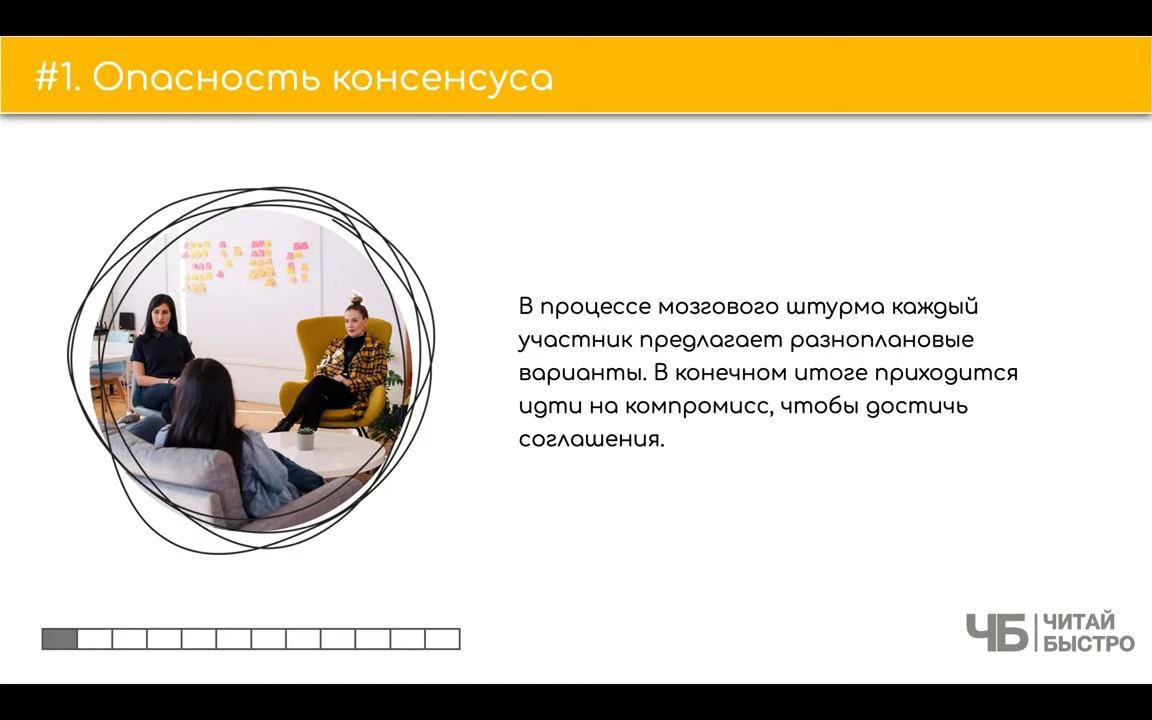 #1. Опасность консенсуса
В процессе мозгового штурма каждый
участник предлагает разноплановые
варианты. В конечном итоге приходится
идти на компромисс, чтобы достичь
соглашения.
ЧБ
ЧИТАЙ
БЫСТРО